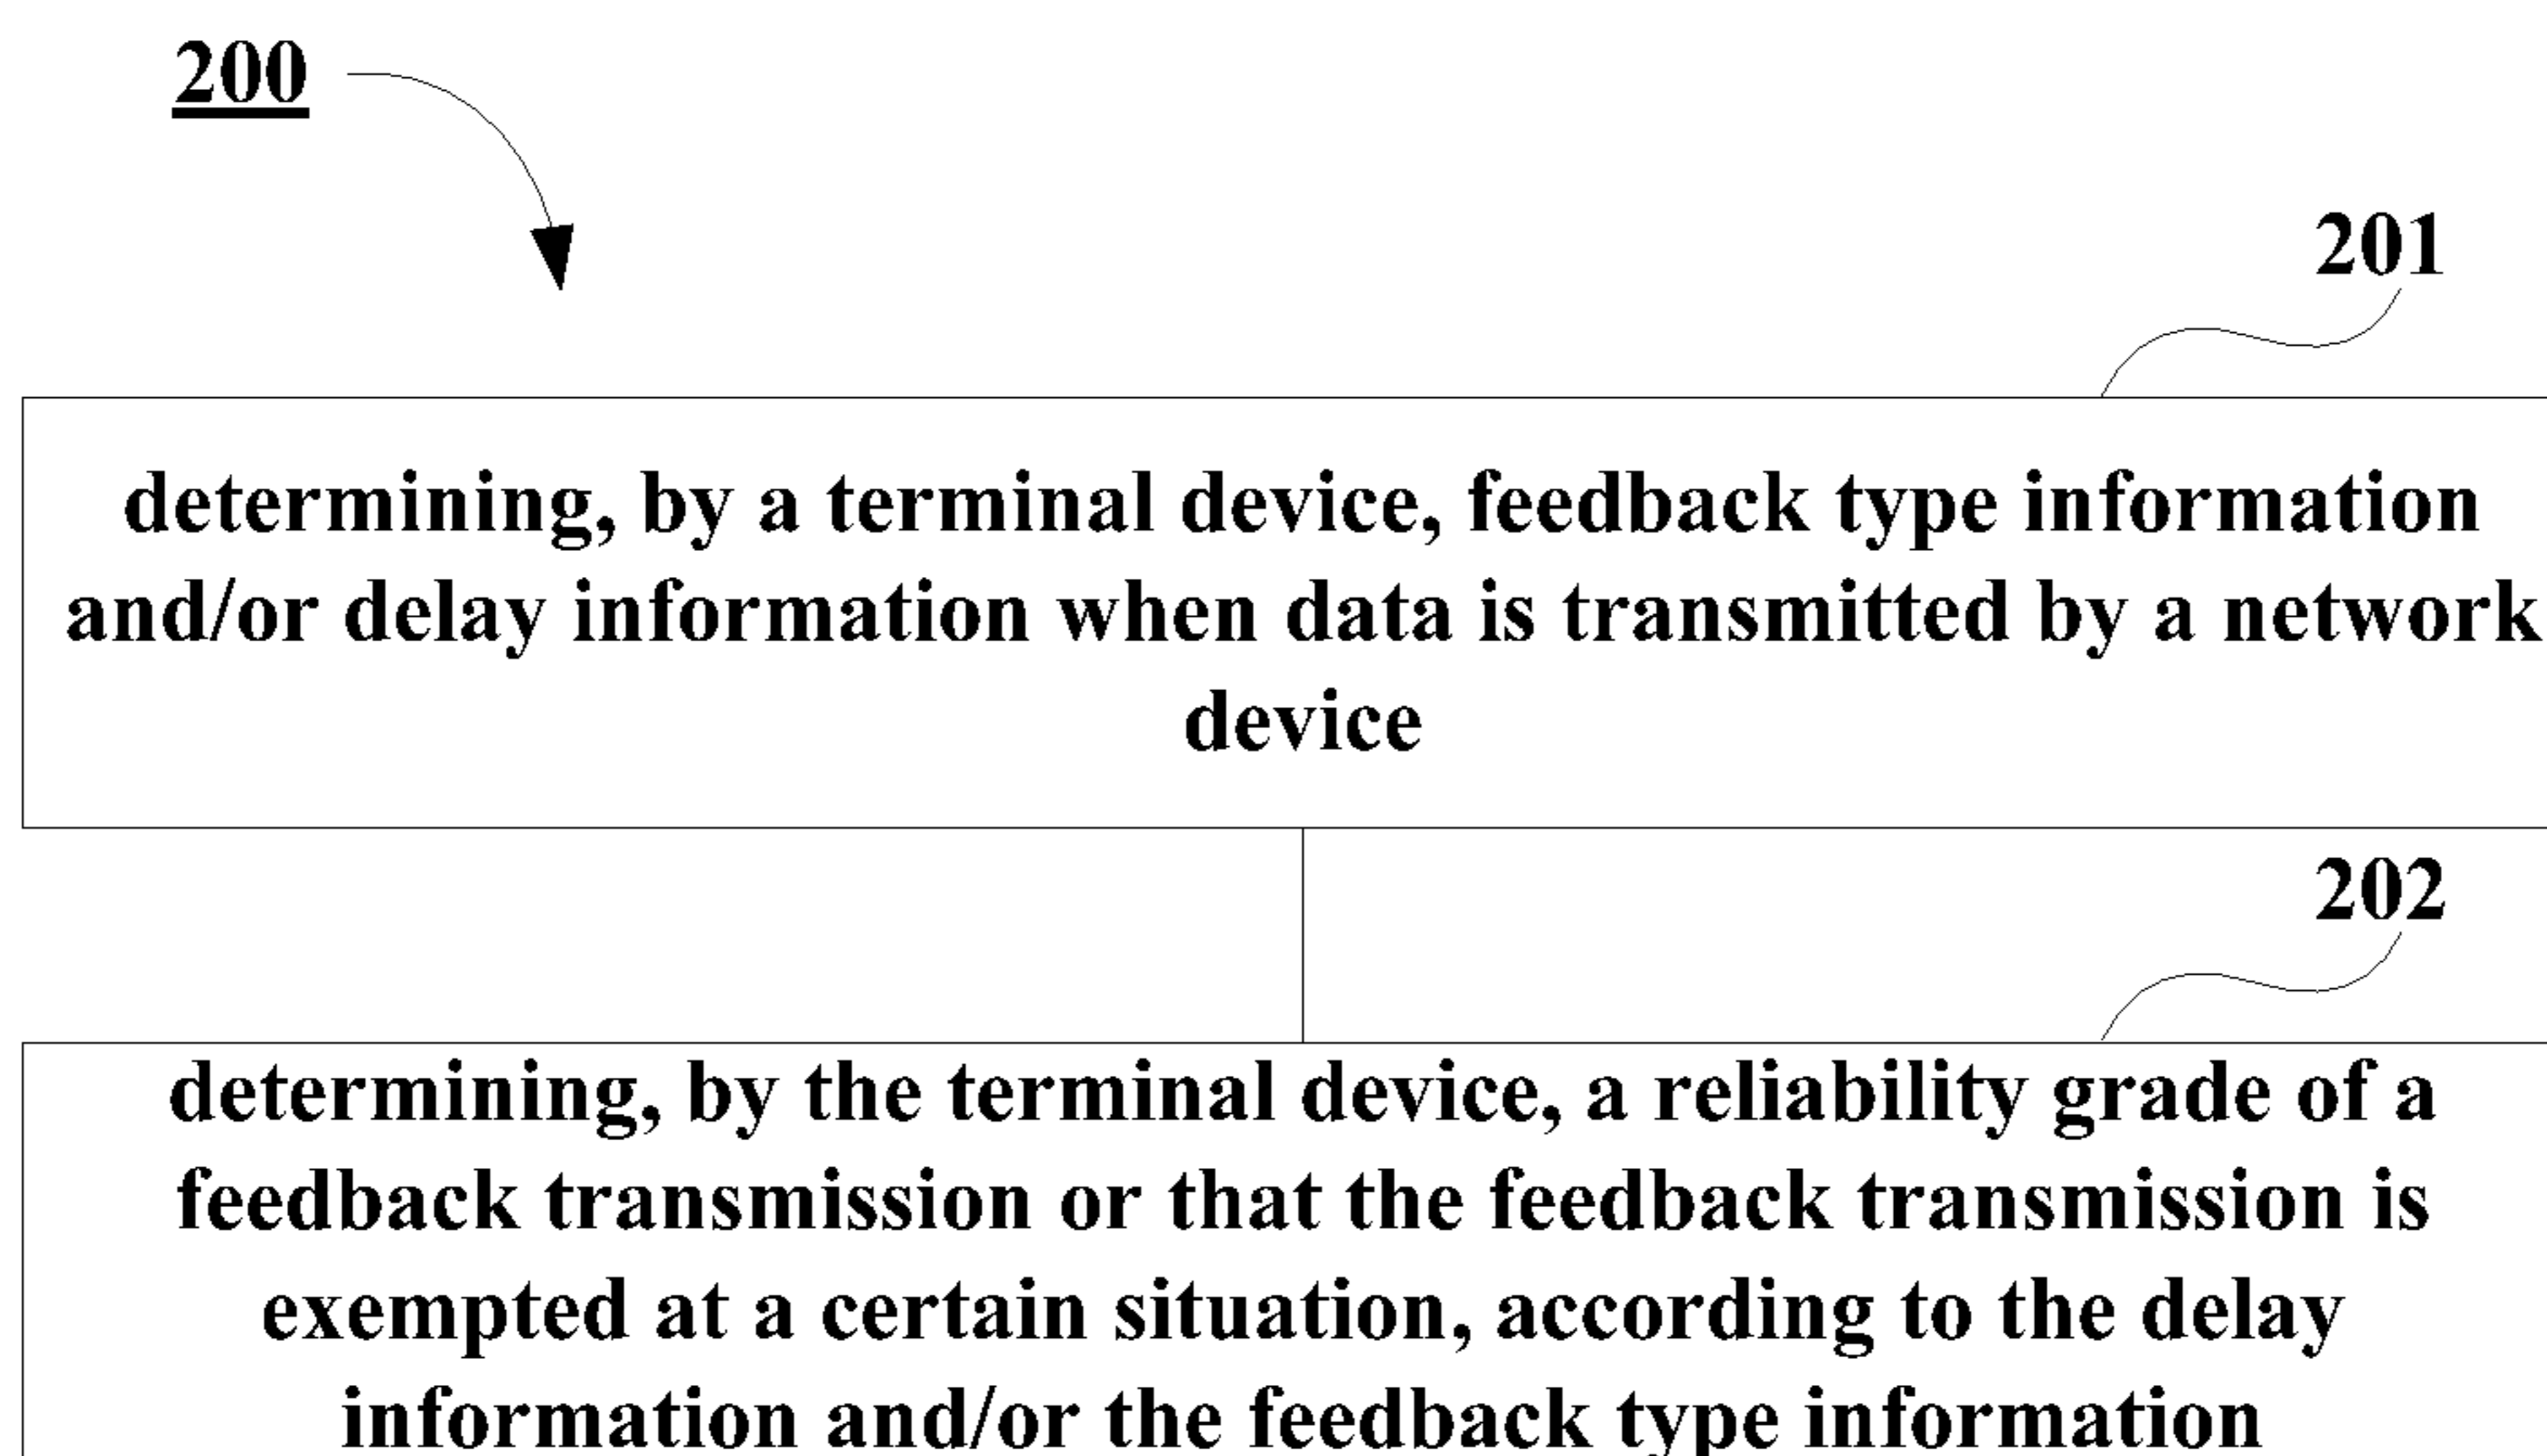 200
201
determining, by a terminal device, feedback type information
and/or delay information when data is transmitted by a network
device
202
determining, by the terminal device, a reliability grade of a
feedback transmission or that the feedback transmission is
exempted at a certain situation, according to the delay
information and/or the feedback type information